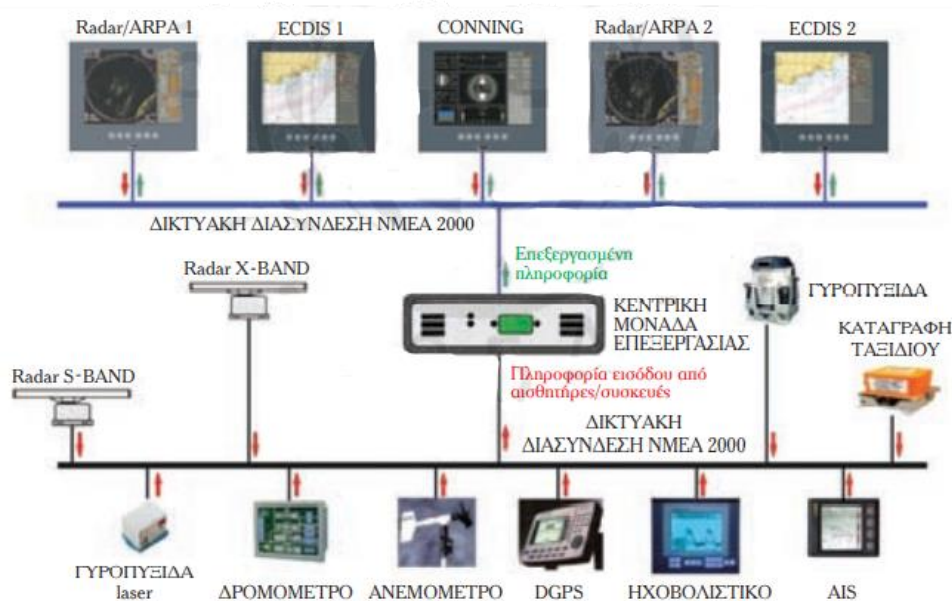 Radar/ARPA 1
ECDIS 1
CONNING
Radar/ARPA 2
ECDIS 2
ΔΙΚΤΥΑΚΗ ΔΙΑΣΥΝΔΕΣΗ NMEA 2000
Επεξεργασμένη
πληροφορία
Radar X-BAND
ΓΥΡΟΠΥΞΙΔΑ
ΚΕΝΤΡΙΚΗ
ΜΟΝΑΔΑ
ΕΠΕΞΕΡΓΑΣΙΑΣ
ΚΑΤΑΓΡΑΦΗ
ΤΑΞΙΔΙΟΥ
Radar S-BAND
Πληροφορία εισόδου από
αισθητήρες/συσκευές
ΔΙΚΤΥΑΚΗ
ΔΙΑΣΥΝΔΕΣΗ NMEA 2000
ΓΥΡΟΠΥΞΙΔΑ
laser
ΔΡΟΜΟΜΕΤΡΟ
ΑΝΕΜΟΜΕΤΡΟ
DGPS
ΗΧΟΒΟΛΙΣΤΙΚΟ
AIS